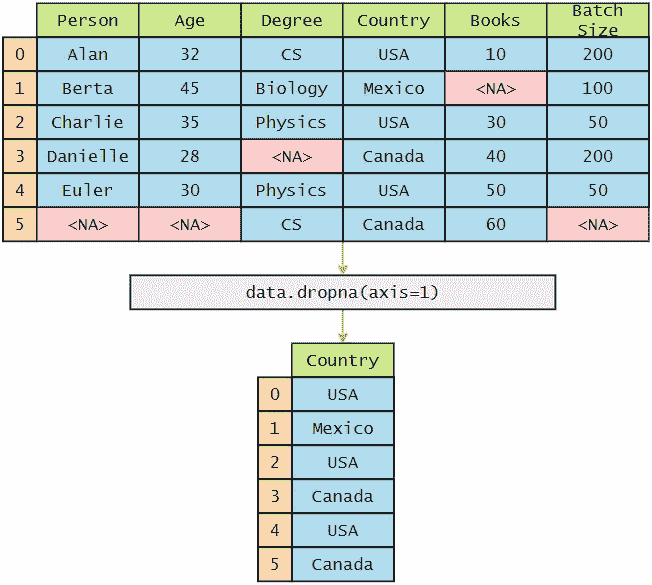 Person Age Degree Country Books Batch Size
0 Alan 32 CS USA 10 200
1 Berta 45 Biology Mexico <NA> 100
2 Charlie 35 Physics USA 30 50
3 Danielle 28 <NA> Canada 40 200
4 Euler 30 Physics USA 50 50
5 <NA> <NA> CS Canada 60 <NA>
data.dropna(axis=1)
Country
0 USA
1 Mexico
2 USA
3 Canada
4 USA
5 Canada